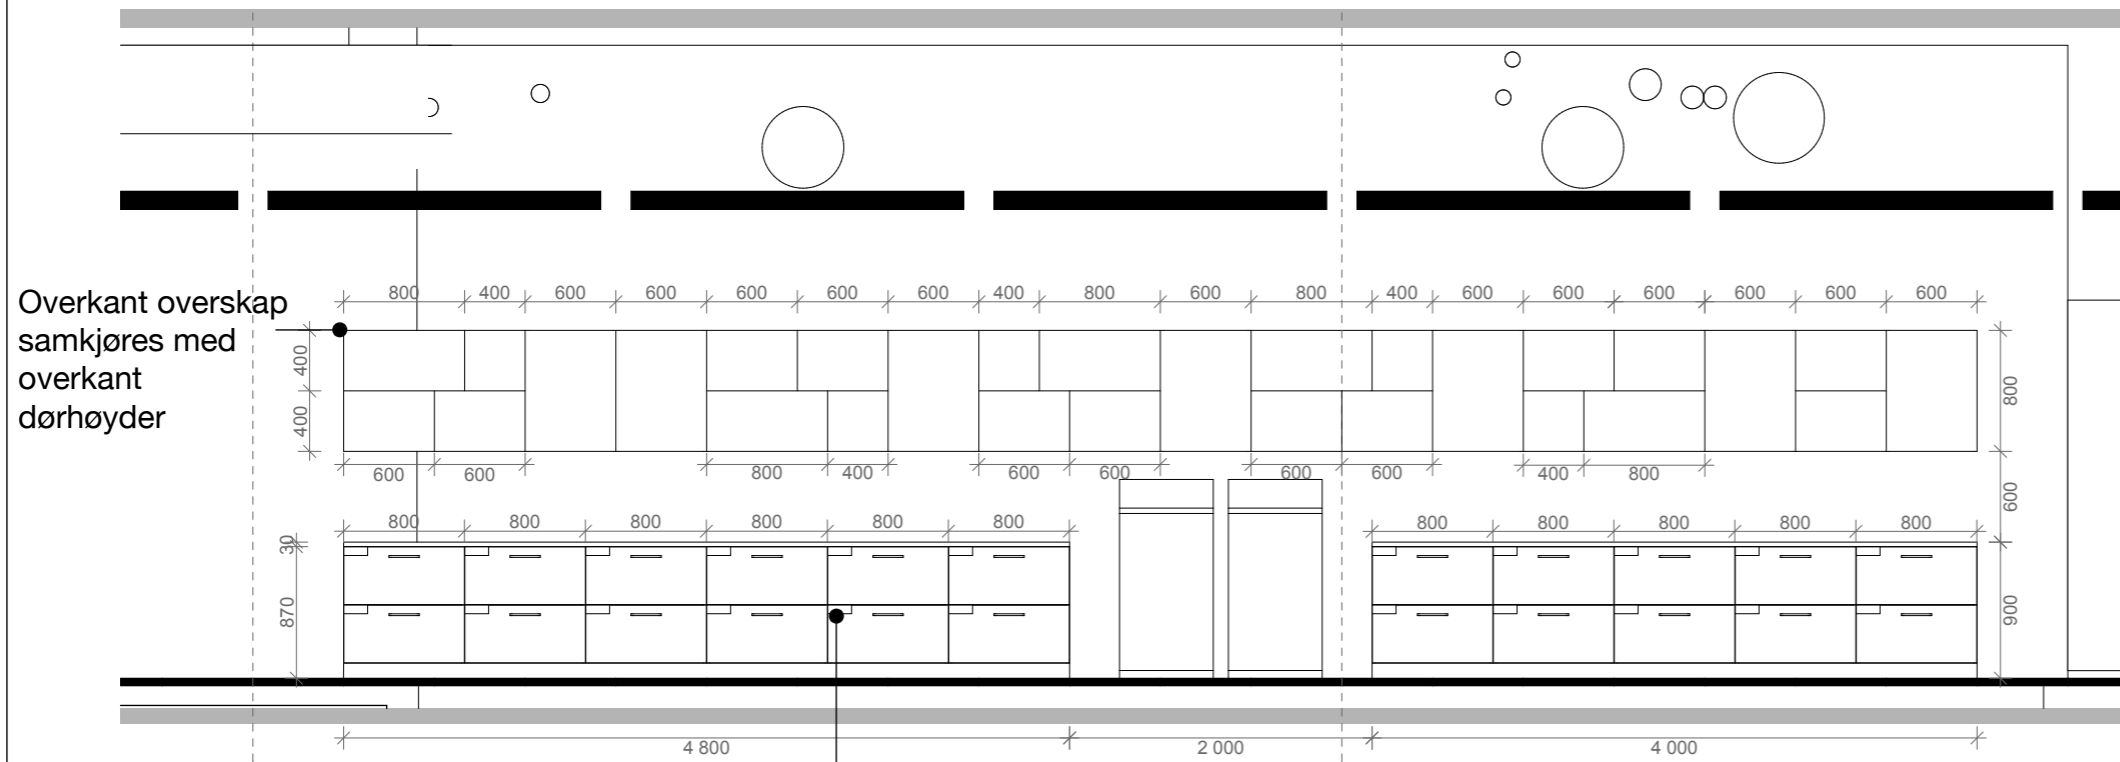 800 400 600 600 600 600 600 400 800 600 800 400 600 600 600 600 600 600
Overkant overskap
samkjøres med
overkant
dørhøyder
400
400
800
600 600 800 400 600 600 600 600 400 800
600
800 800 800 800 800 800 800 800 800 800 800
30
870
900
4 800 2 000 4 000